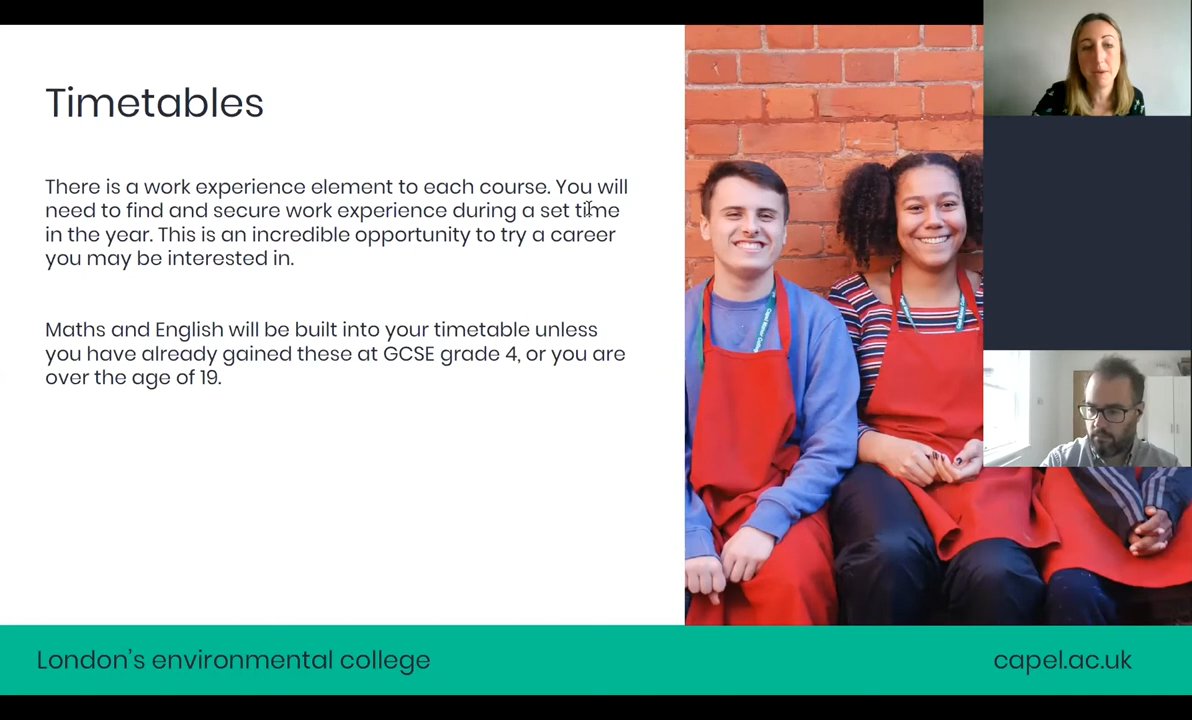 Timetables
There is a work experience element to each course. You will
need to find and secure work experience during a set time
in the year. This is an incredible opportunity to try a career
you may be interested in.
Maths and English will be built into your timetable unless
you have already gained these at GCSE grade 4, or you are
over the age of 19.
London's environmental college
capel.ac.uk